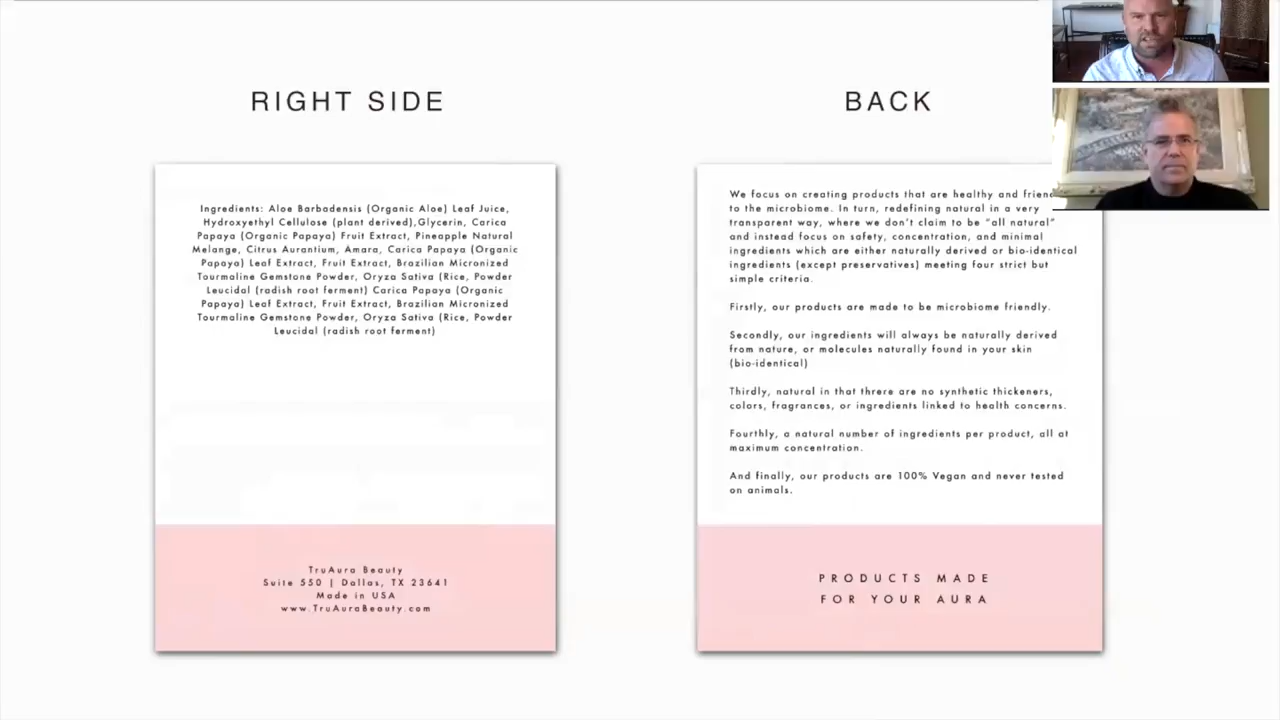 RIGHT SIDE
Ingredients: Aloe Barbadensis (Organic Aloe) Leaf Juice,
Hydroxyethyl Cellulose (plant derived),Glycerin, Carica
Papaya (Organic Papaya) Fruit Extract, Pineapple Natural
Melange, Citrus Aurantium, Amara, Carica Papaya (Organic
Papaya) Leaf Extract, Fruit Extract, Brazilian Micronized
Tourmaline Gemstone Powder, Oryza Sativa (Rice, Powder
Leucidal (radish root ferment) Carica Papaya (Organic
Papaya) Leaf Extract, Fruit Extract, Brazilian Micronized
Tourmaline Gemstone Powder, Oryza Sativa (Rice, Powder
Leucidal (radish root ferment)
TruAura Beauty
Suite 550 | Dallas, TX 23641
Made in USA
www.TruAuraBeauty.com
BACK
We focus on creating products that are healthy and
to the microbiome. In turn, redefining natural in a very
transparent way, where we don't claim to be "all natural"
and instead focus on safety, concentration, and minimal
ingredients which are either naturally derived or bio-identical
ingredients (except preservatives) meeting four strict but
simple criteria.
Firstly, our products are made to be microbiome friendly.
Secondly, our ingredients will always be naturally derived
from nature, or molecules naturally found in your skin
(bio-identical)
Thirdly, natural in that threre are no synthetic thickeners,
colors, fragrances, or ingredients linked to health concerns.
Fourthly, a natural number of ingredients per product, all at
maximum concentration.
And finally, our products are 100% Vegan and never tested
on animals.
PRODUCTS MADE
FOR YOUR AURA